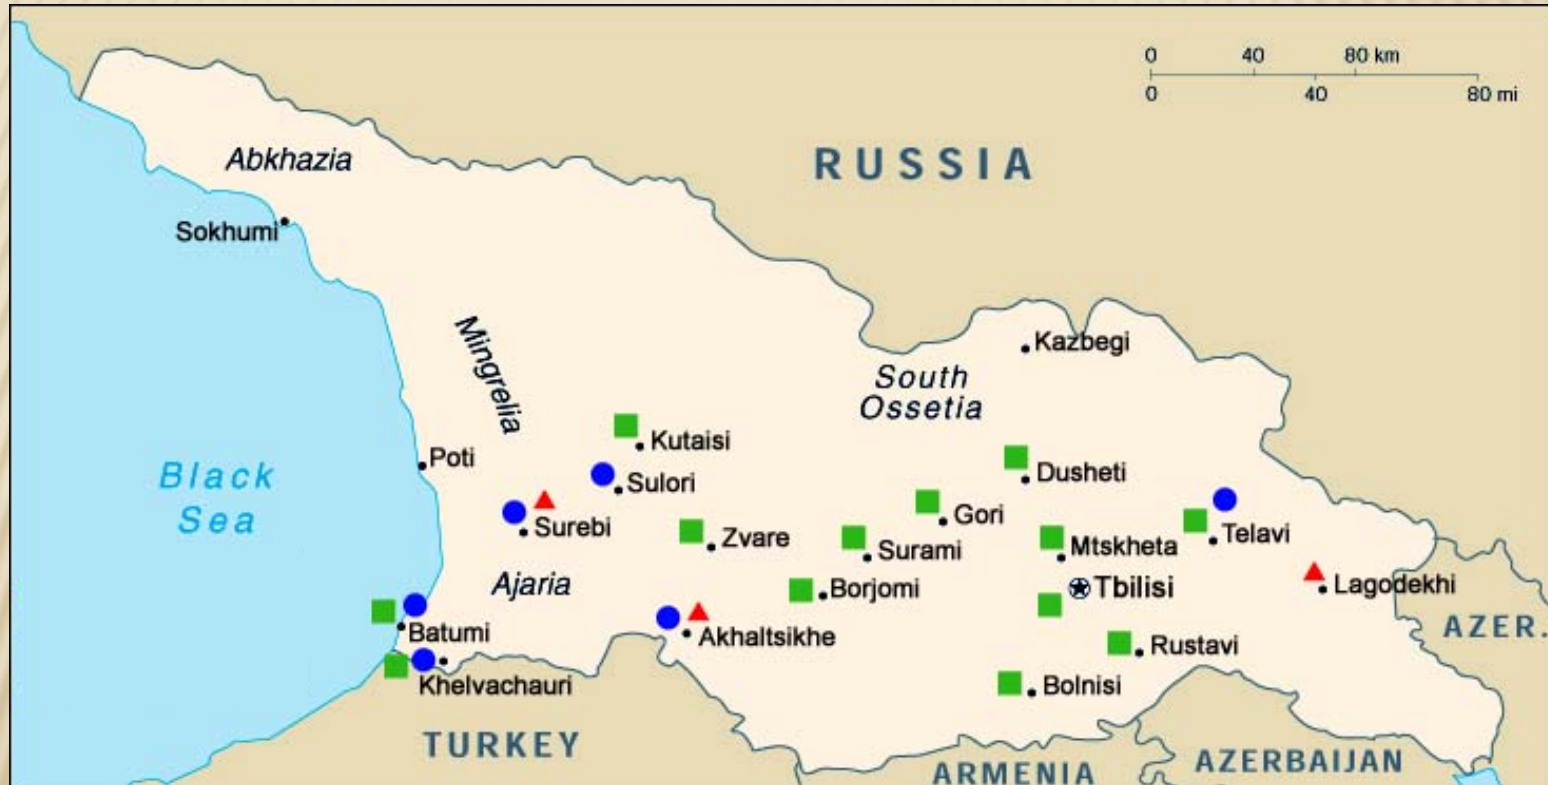 0 40 80 km
0 40 80 mi
Abkhazia
RUSSIA
Sokhumi
Kazbegi
Mingrelia
South
Ossetia
Kutaisi
Poti
Black
Sea
Sulori
Dusheti
Gori
Surebi
Zvare
Surami
Mtskheta
Telavi
Ajaria
Borjomi
Tbilisi
Lagodekhi
Batumi
Akhaltsikhe
AZER.
Rustavi
Khelvachauri
Bolnisi
TURKEY
ARMENIA
AZERBAIJAN